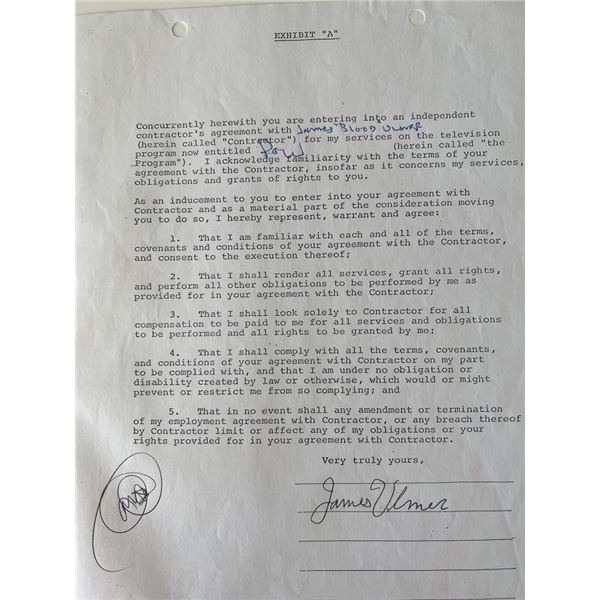 EXHIBIT "A"
Concurrently herewith you are entering into an independent
contractor's agreement with James "BLOOD" ULMER
(herein called "Contractor") for my services on the television
program now entitled (herein called "the
Program"). I acknowledge familiarity with the terms of your
agreement with the Contractor, insofar as it concerns my services,
obligations and grants of rights to you.
As an inducement to you to enter into your agreement with
Contractor and as a material part of the consideration moving
you to do so, I hereby represent, warrant and agree:
1. That I am familiar with each and all of the terms,
covenants and conditions of your agreement with the Contractor,
and consent to the execution thereof;
2. That I shall render all services, grant all rights,
and perform all other obligations to be performed by me as
provided for in your agreement with the Contractor;
3. That I shall look solely to Contractor for all
compensation to be paid to me for all services and obligations
to be performed and all rights to be granted by me;
4. That I shall comply with all the terms, covenants,
and conditions of your agreement with Contractor on my part
to be complied with, and that I am under no obligation or
disability created by law or otherwise, which would or might
prevent or restrict me from so complying; and
5. That in no event shall any amendment or termination
of my employment agreement with Contractor, or any breach thereof
by Contractor limit or affect any of my obligations or your
rights provided for in your agreement with Contractor.
Very truly yours,
James Ulmer